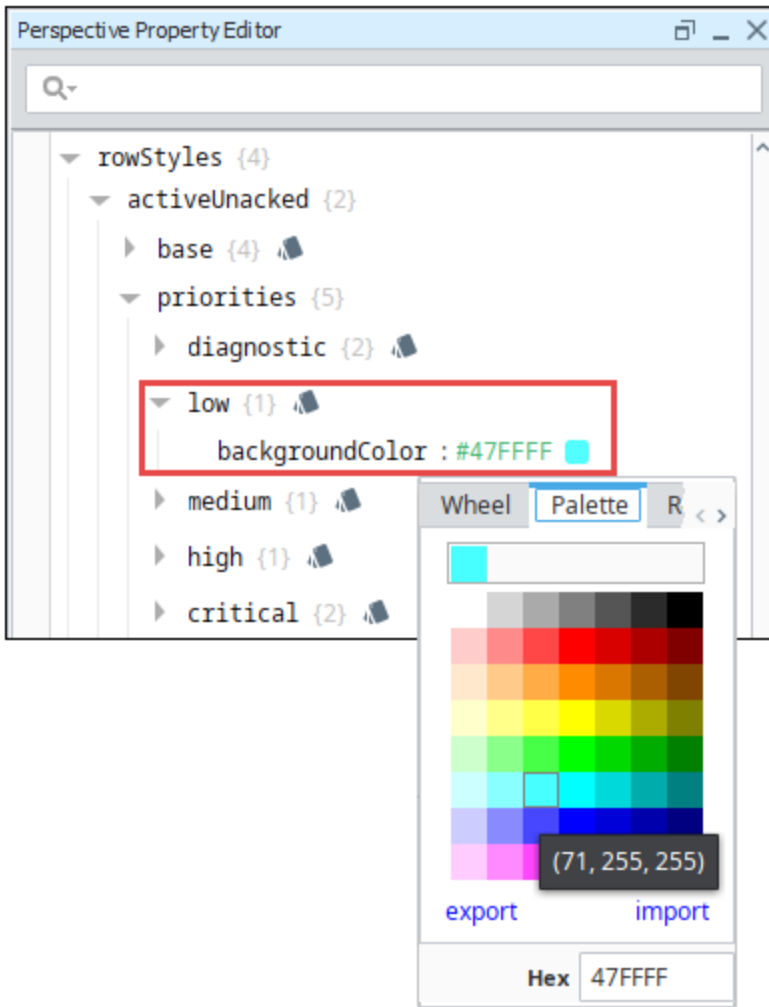 Perspective Property Editor
rowStyles {4}
activeUnacked {2}
base {4}
priorities {5}
diagnostic {2}
low {1}
backgroundColor : #47FFFF
medium {1}
high {1}
critical {2}
Wheel Palette R
(71, 255, 255)
export import
Hex 47FFFF